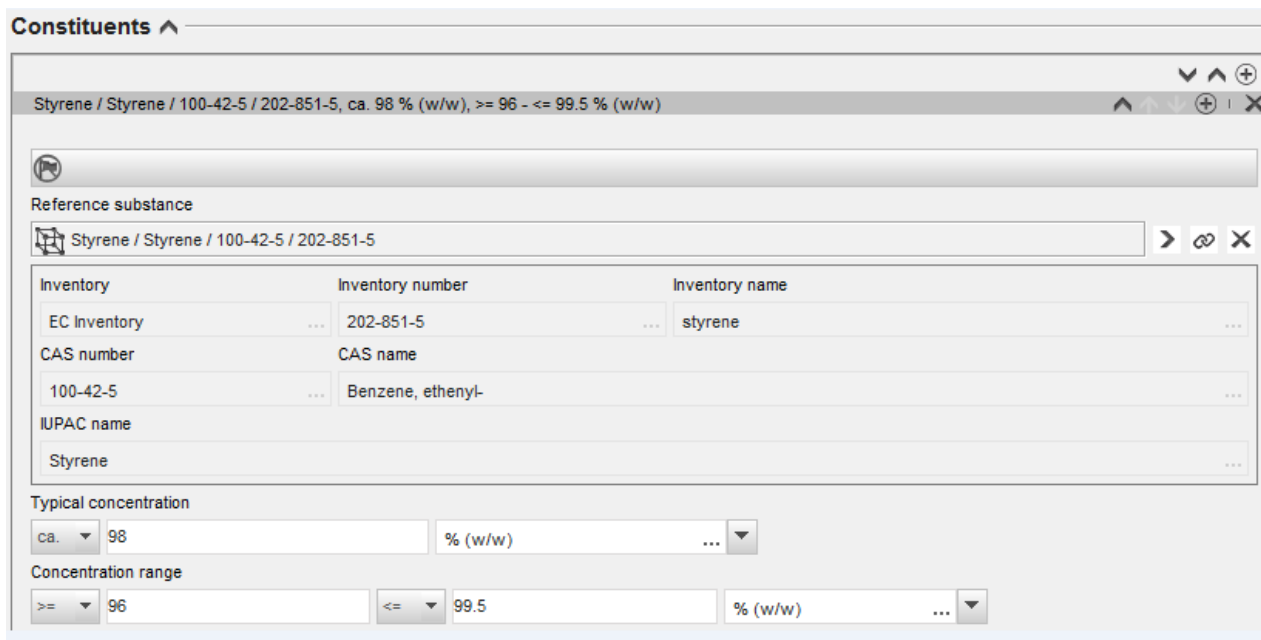 Constituents
Styrene / Styrene / 100-42-5 / 202-851-5, ca. 98 % (w/w), >= 96 - <= 99.5 % (w/w)
Reference substance
Styrene / Styrene / 100-42-5 / 202-851-5
Inventory Inventory number Inventory name
EC Inventory ... 202-851-5 ... styrene ...
CAS number CAS name
100-42-5 ... Benzene, ethenyl- ...
IUPAC name
Styrene ...
Typical concentration
ca. 98 % (w/w) ...
Concentration range
>= 96 <= 99.5 % (w/w) ...